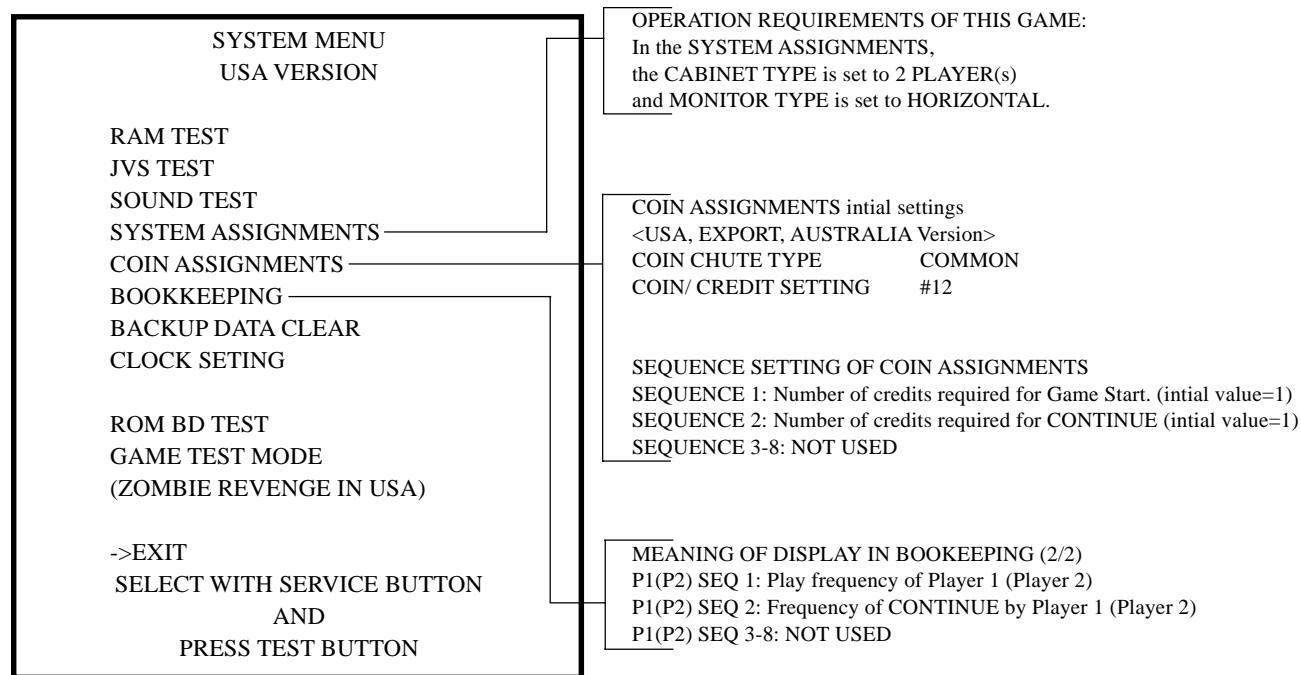 SYSTEM MENU
USA VERSION
RAM TEST
JVS TEST
SOUND TEST
SYSTEM ASSIGNMENTS
COIN ASSIGNMENTS
BOOKKEEPING
BACKUP DATA CLEAR
CLOCK SETING
ROM BD TEST
GAME TEST MODE
(ZOMBIE REVENGE IN USA)
->EXIT
SELECT WITH SERVICE BUTTON
AND
PRESS TEST BUTTON
OPERATION REQUIREMENTS OF THIS GAME:
In the SYSTEM ASSIGNMENTS,
the CABINET TYPE is set to 2 PLAYER(s)
and MONITOR TYPE is set to HORIZONTAL.
COIN ASSIGNMENTS intial settings
<USA, EXPORT, AUSTRALIA Version>
COIN CHUTE TYPE COMMON
COIN/ CREDIT SETTING #12
SEQUENCE SETTING OF COIN ASSIGNMENTS
SEQUENCE 1: Number of credits required for Game Start. (intial value=1)
SEQUENCE 2: Number of credits required for CONTINUE (intial value=1)
SEQUENCE 3-8: NOT USED
MEANING OF DISPLAY IN BOOKEEPING (2/2)
P1(P2) SEQ 1: Play frequency of Player 1 (Player 2)
P1(P2) SEQ 2: Frequency of CONTINUE by Player 1 (Player 2)
P1(P2) SEQ 3-8: NOT USED